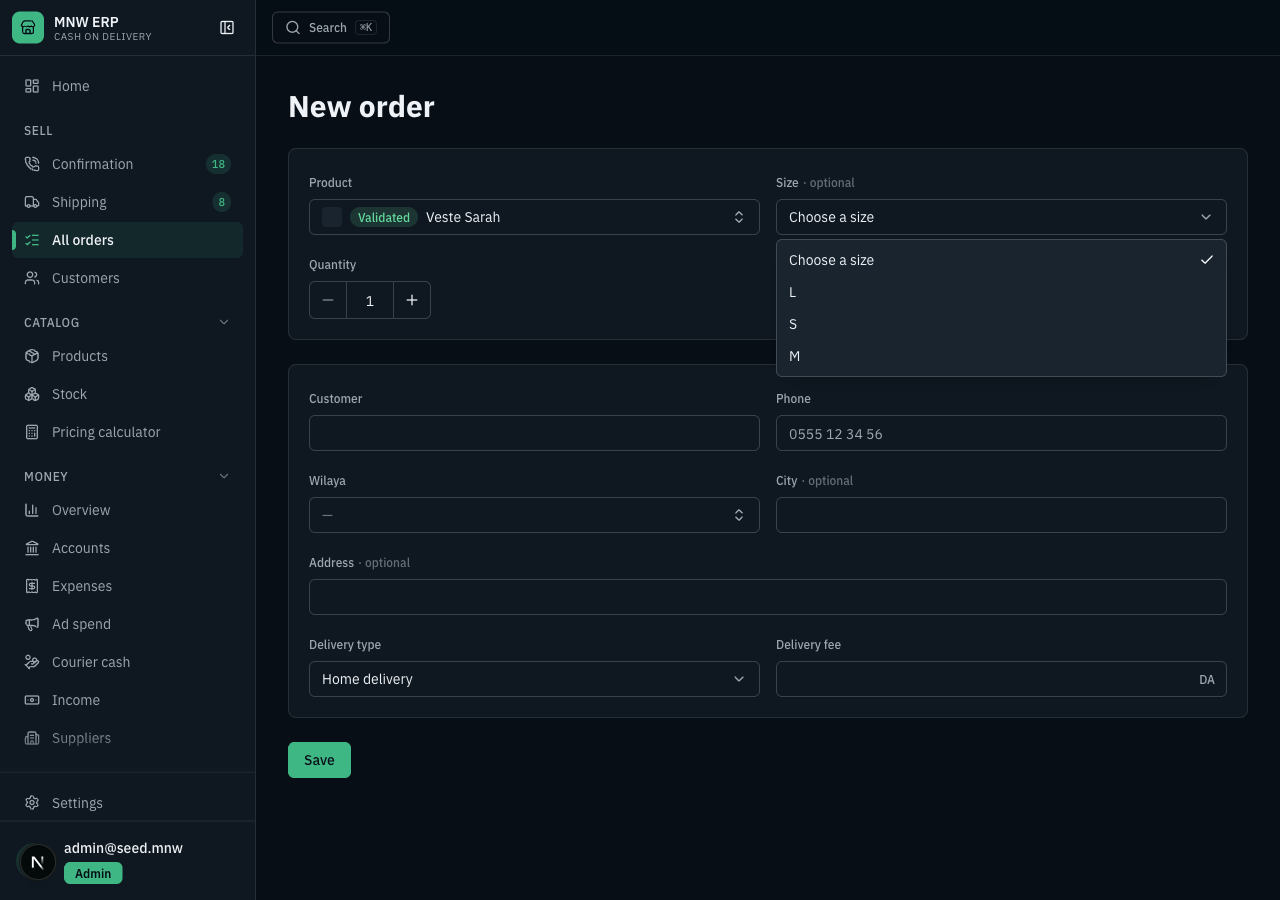 MNW ERP
CASH ON DELIVERY
Search ⌘K
Home
SELL
Confirmation 18
Shipping 8
All orders
Customers
CATALOG
Products
Stock
Pricing calculator
MONEY
Overview
Accounts
Expenses
Ad spend
Courier cash
Income
Suppliers
Settings
N
admin@seed.mnw
Admin
New order
Product
Validated Veste Sarah
Size · optional
Choose a size
Choose a size
L
S
M
Quantity
1
Customer
Phone
0555 12 34 56
Wilaya
—
City · optional
Address · optional
Delivery type
Home delivery
Delivery fee
DA
Save